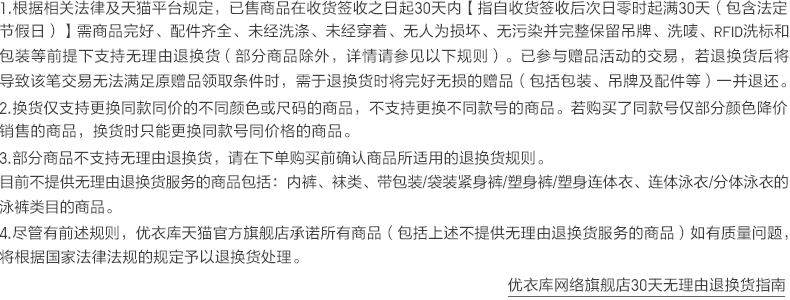 1.根据相关法律及天猫平台规定，已售商品在收货签收之日起30天内【指自收货签收后次日零时起满30天（包含法定
节假日）】需商品完好、配件齐全、未经洗涤、未经穿着、无人为损坏、无污染并完整保留吊牌、洗唛、RFID洗标和
包装等前提下支持无理由退换货（部分商品除外，详情请参见以下规则）。已参与赠品活动的交易，若退换货后将
导致该笔交易无法满足原赠品领取条件时，需于退换货时将完好无损的赠品（包括包装、吊牌及配件等）一并退还。
2.换货仅支持更换同款同价的不同颜色或尺码的商品，不支持更换不同款号的商品。若购买了同款号仅部分颜色降价
销售的商品，换货时只能更换同款号同价格的商品。
3.部分商品不支持无理由退换货，请在下单购买前确认商品所适用的退换货规则。
目前不提供无理由退换货服务的商品包括：内裤、袜类、带包装/袋装紧身裤/塑身裤/塑身连体衣、连体泳衣/分体泳衣的
泳裤类目的商品。
4.尽管有前述规则，优衣库天猫官方旗舰店承诺所有商品（包括上述不提供无理由退换货服务的商品）如有质量问题，
将根据国家法律法规的规定予以退换货处理。
优衣库网络旗舰店30天无理由退换货指南